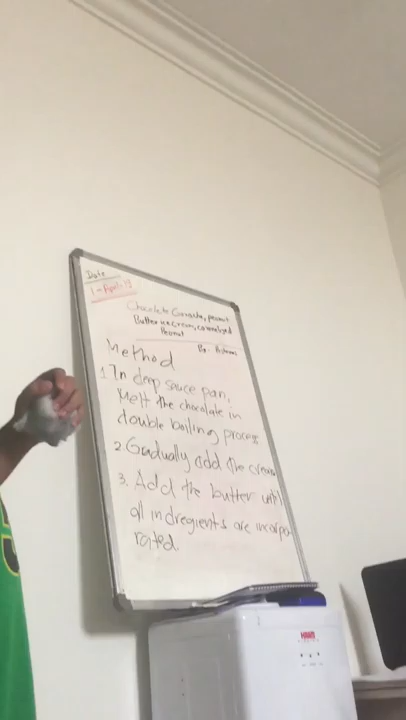 Date
1-April-19
Chocolate Ganache, peanut
Butter ice cream, caramelized
Peanut
By:
Method
1. In deep sauce pan,
Melt the chocolate in
double boiling process
2. Gradually add the cream
3. Add the butter until
all indregients are incorpo
rated.